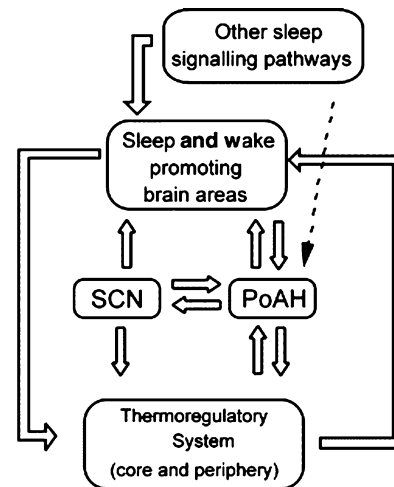 Other sleep
signalling pathways
Sleep and wake
promoting
brain areas
SCN
PoAH
Thermoregulatory
System
(core and periphery)